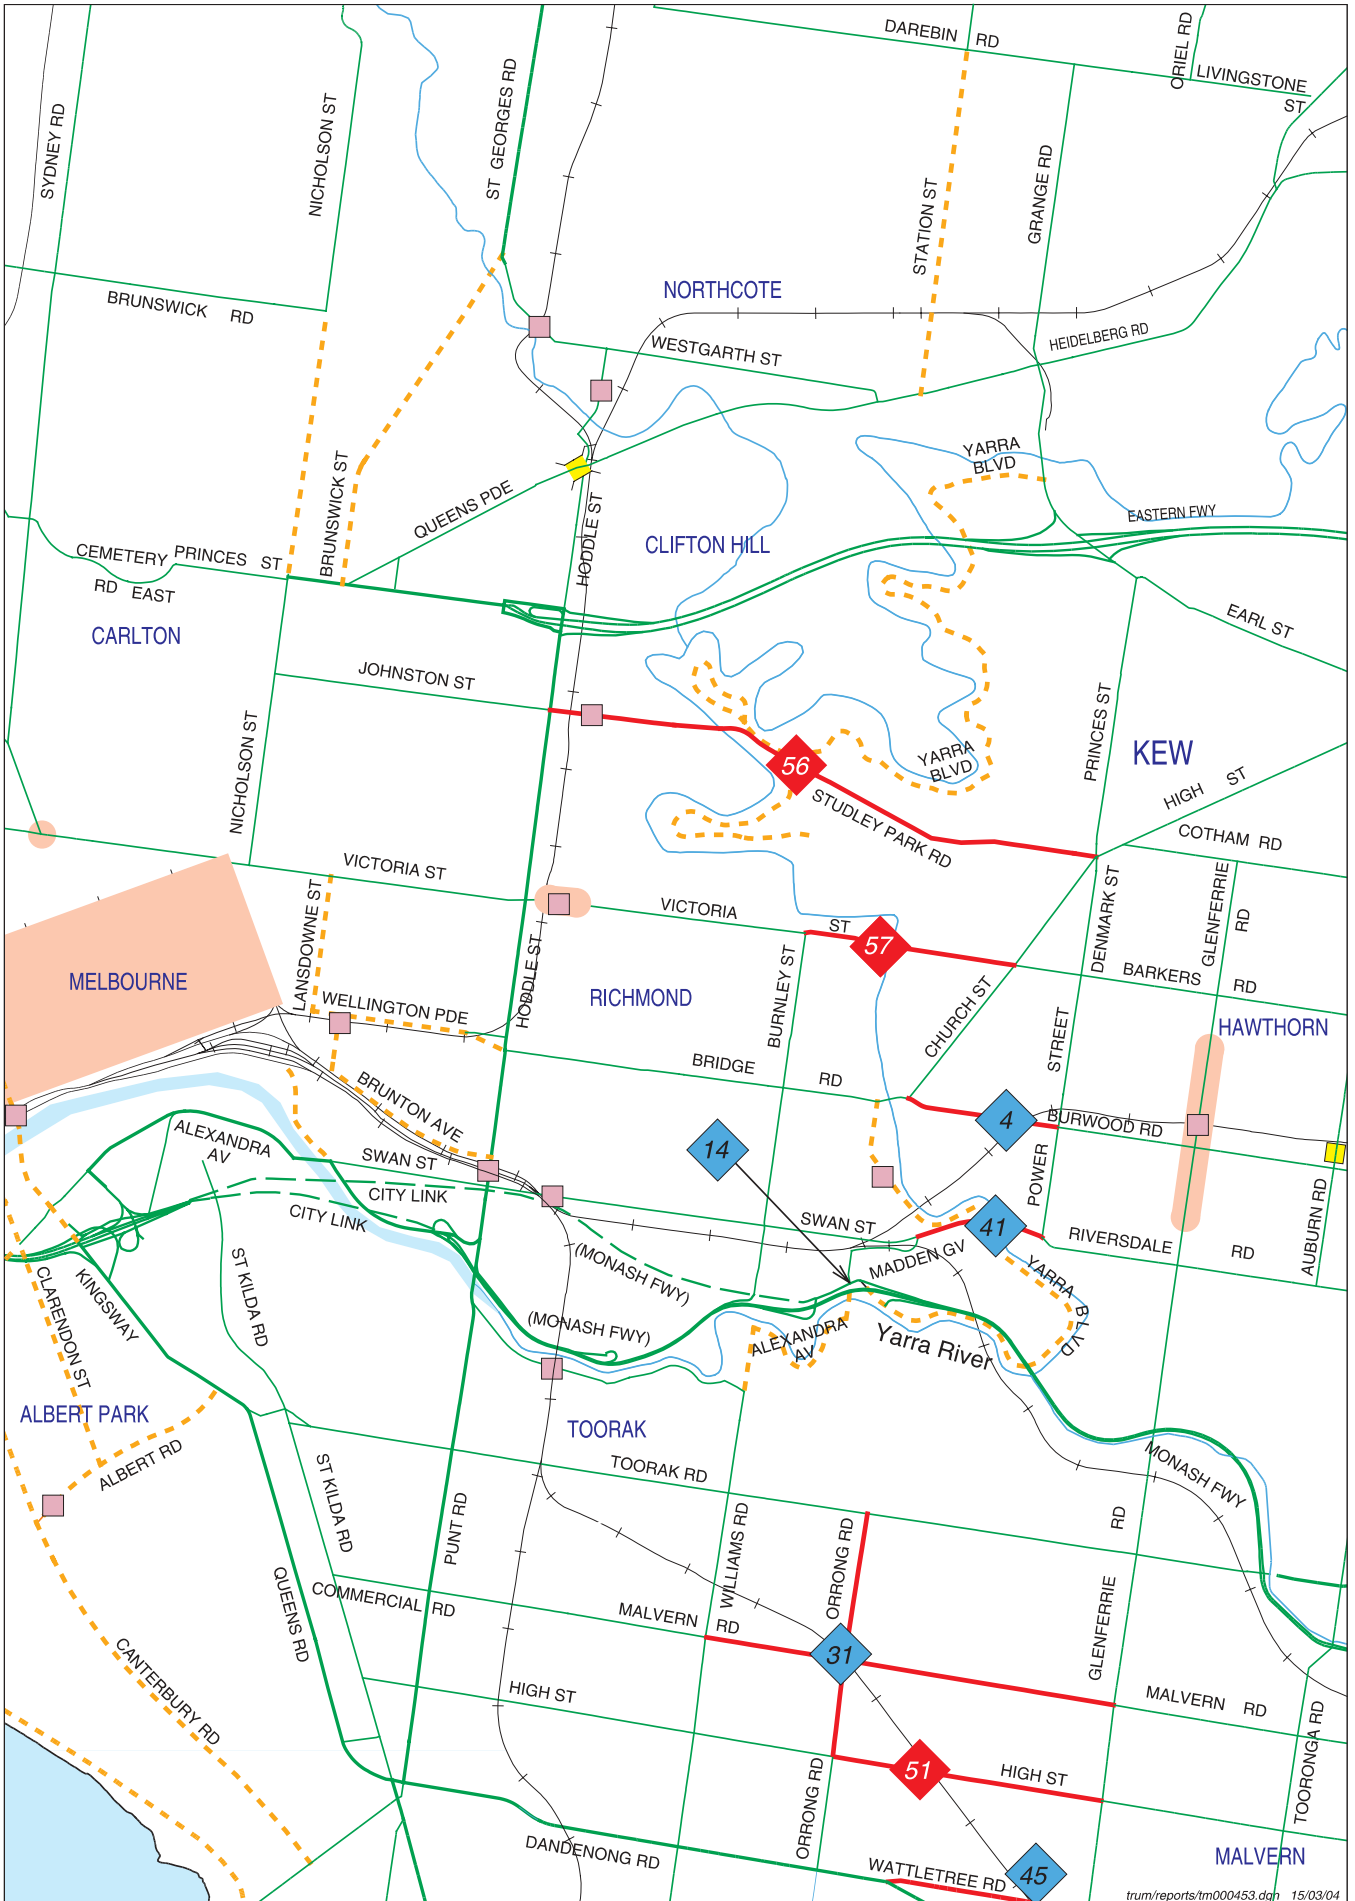 DAREBIN RD
ORIEL RD
LIVINGSTONE
ST
SYDNEY RD
NICHOLSON ST
ST GEORGES RD
STATION ST
GRANGE RD
NORTHCOTE
BRUNSWICK RD
WESTGARTH ST
HEIDELBERG RD
YARRA
BLVD
BRUNSWICK ST
QUEENS PDE
HODDLE ST
EASTERN FWY
CLIFTON HILL
CEMETERY
RD EAST
PRINCES ST
CARLTON
EARL ST
JOHNSTON ST
NICHOLSON ST
PRINCES ST
KEW
YARRA
BLVD
56
STUDLEY PARK RD
HIGH ST
COTHAM RD
VICTORIA ST
VICTORIA ST
57
LANSDOWNE ST
DENMARK ST
GLENFERRIE RD
MELBOURNE
WELLINGTON PDE
HODDLE ST
RICHMOND
BURNLEY ST
CHURCH ST
BARKERS RD
HAWTHORN
BRIDGE RD
STREET
POWER
BRUNTON AVE
4
BURWOOD RD
14
ALEXANDRA
AV
SWAN ST
CITY LINK
CITY LINK
SWAN ST
41
RIVERSDALE RD
AUBURN RD
MADDEN GV
(MONASH FWY)
(MONASH FWY)
YARRA BLVD
KINGSWAY
CLARENDON ST
ST KILDA RD
ALEXANDRA
AV
Yarra River
ALBERT PARK
ALBERT RD
TOORAK
TOORAK RD
MONASH FWY
ST KILDA RD
PUNT RD
WILLIAMS RD
ORRONG RD
RD
GLENFERRIE
QUEENS RD
COMMERCIAL RD
MALVERN RD
31
CANTERBURY RD
HIGH ST
MALVERN RD
51
HIGH ST
ORRONG RD
TOORONGA RD
DANDENONG RD
WATTLETREE RD
45
MALVERN
trum/reports/tm000453.dgn 15/03/04